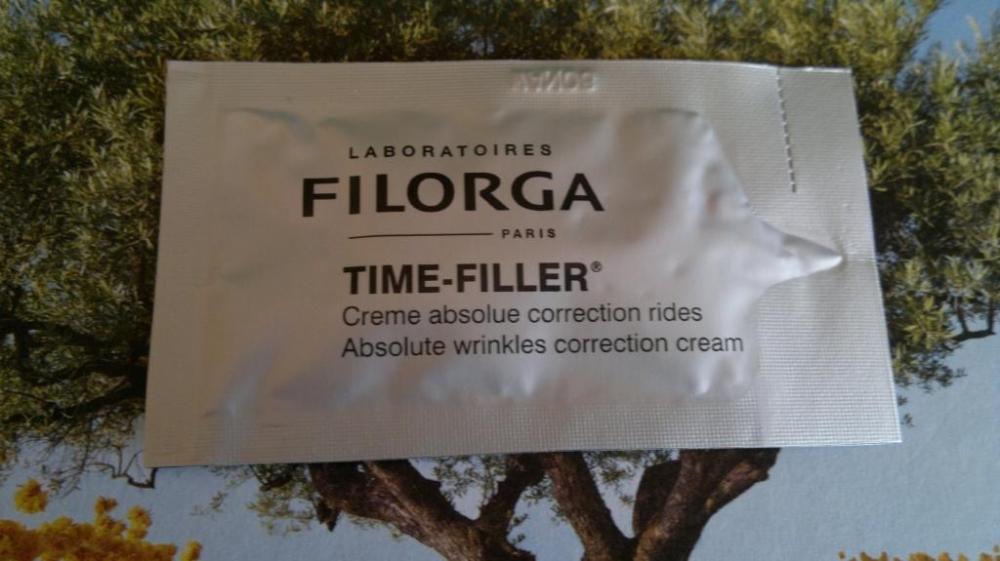 LABORATOIRES
FILORGA
PARIS
TIME-FILLER®
Creme absolue correction rides
Absolute wrinkles correction cream